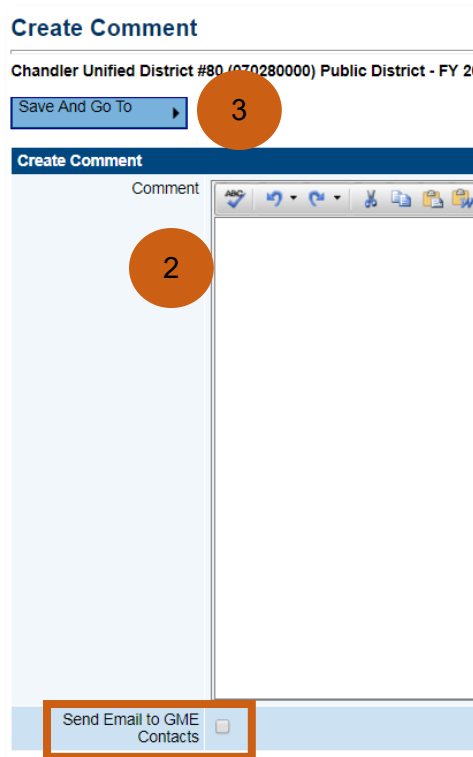 Create Comment
Chandler Unified District #80 (070280000) Public District - FY 20
Save And Go To
3
Create Comment
Comment
ABC
2
Send Email to GME
Contacts